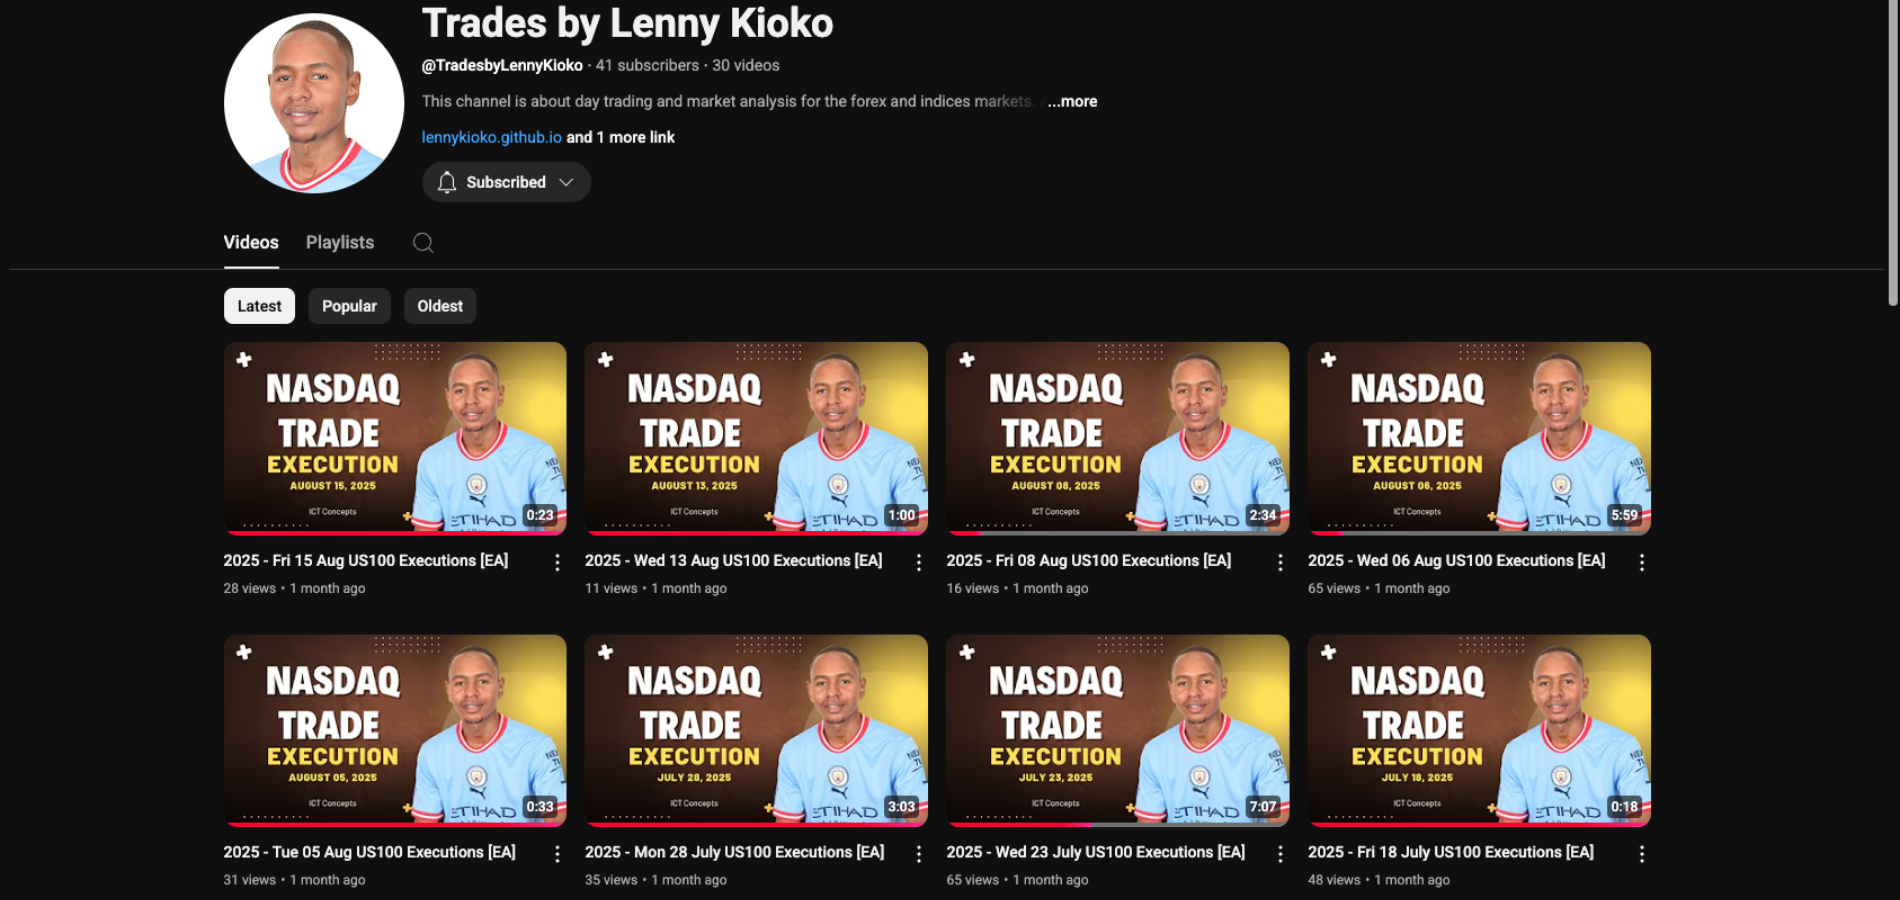 Trades by Lenny Kioko
@TradesbyLennyKioko · 41 subscribers · 30 videos
This channel is about day trading and market analysis for the forex and indices markets. ...more
lennykioko.github.io and 1 more link
Subscribed
Videos Playlists
Latest Popular Oldest
NASDAQ
TRADE
EXECUTION
AUGUST 15, 2025
ICT Concepts
ETIHAD
0:23
2025 - Fri 15 Aug US100 Executions [EA]
28 views • 1 month ago
NASDAQ
TRADE
EXECUTION
AUGUST 13, 2025
ICT Concepts
ETIHAD
1:00
2025 - Wed 13 Aug US100 Executions [EA]
11 views • 1 month ago
NASDAQ
TRADE
EXECUTION
AUGUST 08, 2025
ICT Concepts
ETIHAD
2:34
2025 - Fri 08 Aug US100 Executions [EA]
16 views • 1 month ago
NASDAQ
TRADE
EXECUTION
AUGUST 06, 2025
ICT Concepts
ETIHAD
5:59
2025 - Wed 06 Aug US100 Executions [EA]
65 views • 1 month ago
NASDAQ
TRADE
EXECUTION
AUGUST 05, 2025
ICT Concepts
ETIHAD
0:33
2025 - Tue 05 Aug US100 Executions [EA]
31 views • 1 month ago
NASDAQ
TRADE
EXECUTION
JULY 28, 2025
ICT Concepts
ETIHAD
3:03
2025 - Mon 28 July US100 Executions [EA]
35 views • 1 month ago
NASDAQ
TRADE
EXECUTION
JULY 23, 2025
ICT Concepts
ETIHAD
7:07
2025 - Wed 23 July US100 Executions [EA]
65 views • 1 month ago
NASDAQ
TRADE
EXECUTION
JULY 18, 2025
ICT Concepts
ETIHAD
0:18
2025 - Fri 18 July US100 Executions [EA]
48 views • 1 month ago